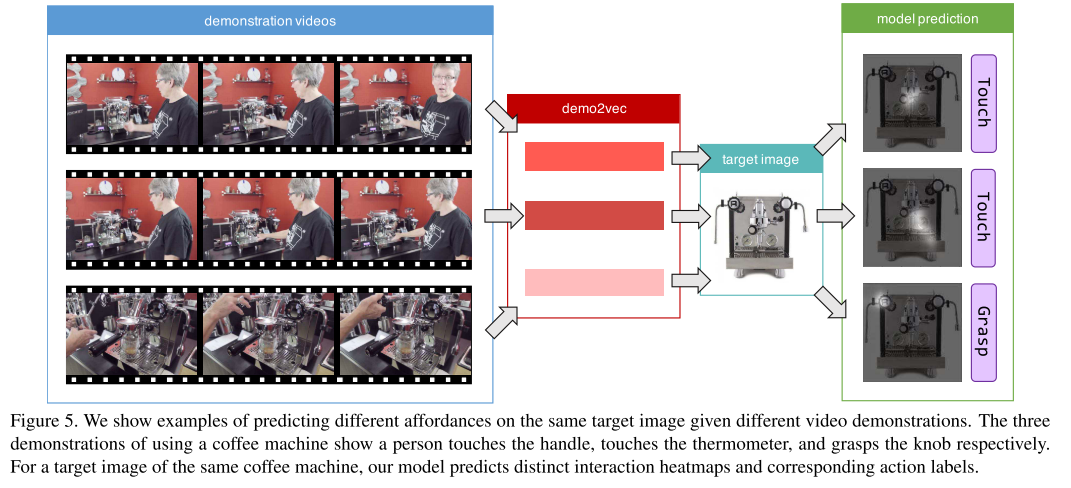 demonstration videos
demo2vec
target image
model prediction
Touch
Touch
Grasp
Figure 5. We show examples of predicting different affordances on the same target image given different video demonstrations. The three
demonstrations of using a coffee machine show a person touches the handle, touches the thermometer, and grasps the knob respectively.
For a target image of the same coffee machine, our model predicts distinct interaction heatmaps and corresponding action labels.